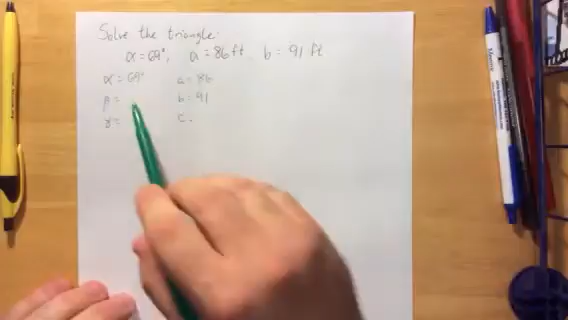 Solve the triangle:
α = 69°, a = 86 ft b = 91 ft
α = 69° a = 86
β = b = 91
γ = c